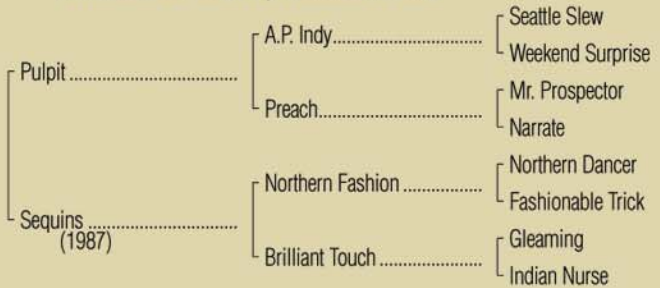 Seattle Slew
A.P. Indy
Weekend Surprise
Pulpit
Mr. Prospector
Preach
Narrate
Northern Dancer
Northern Fashion
Fashionable Trick
Sequins
(1987)
Gleaming
Brilliant Touch
Indian Nurse